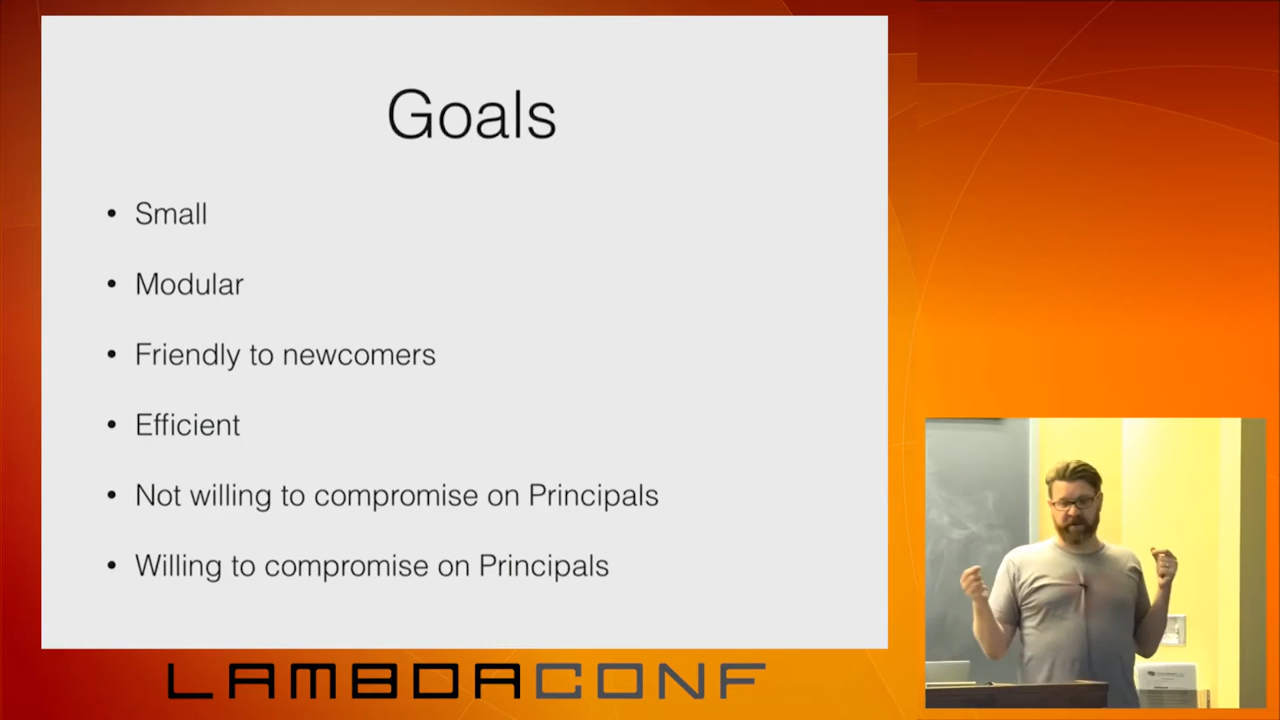 Goals
• Small
• Modular
• Friendly to newcomers
• Efficient
• Not willing to compromise on Principals
• Willing to compromise on Principals
LAMBDACONF